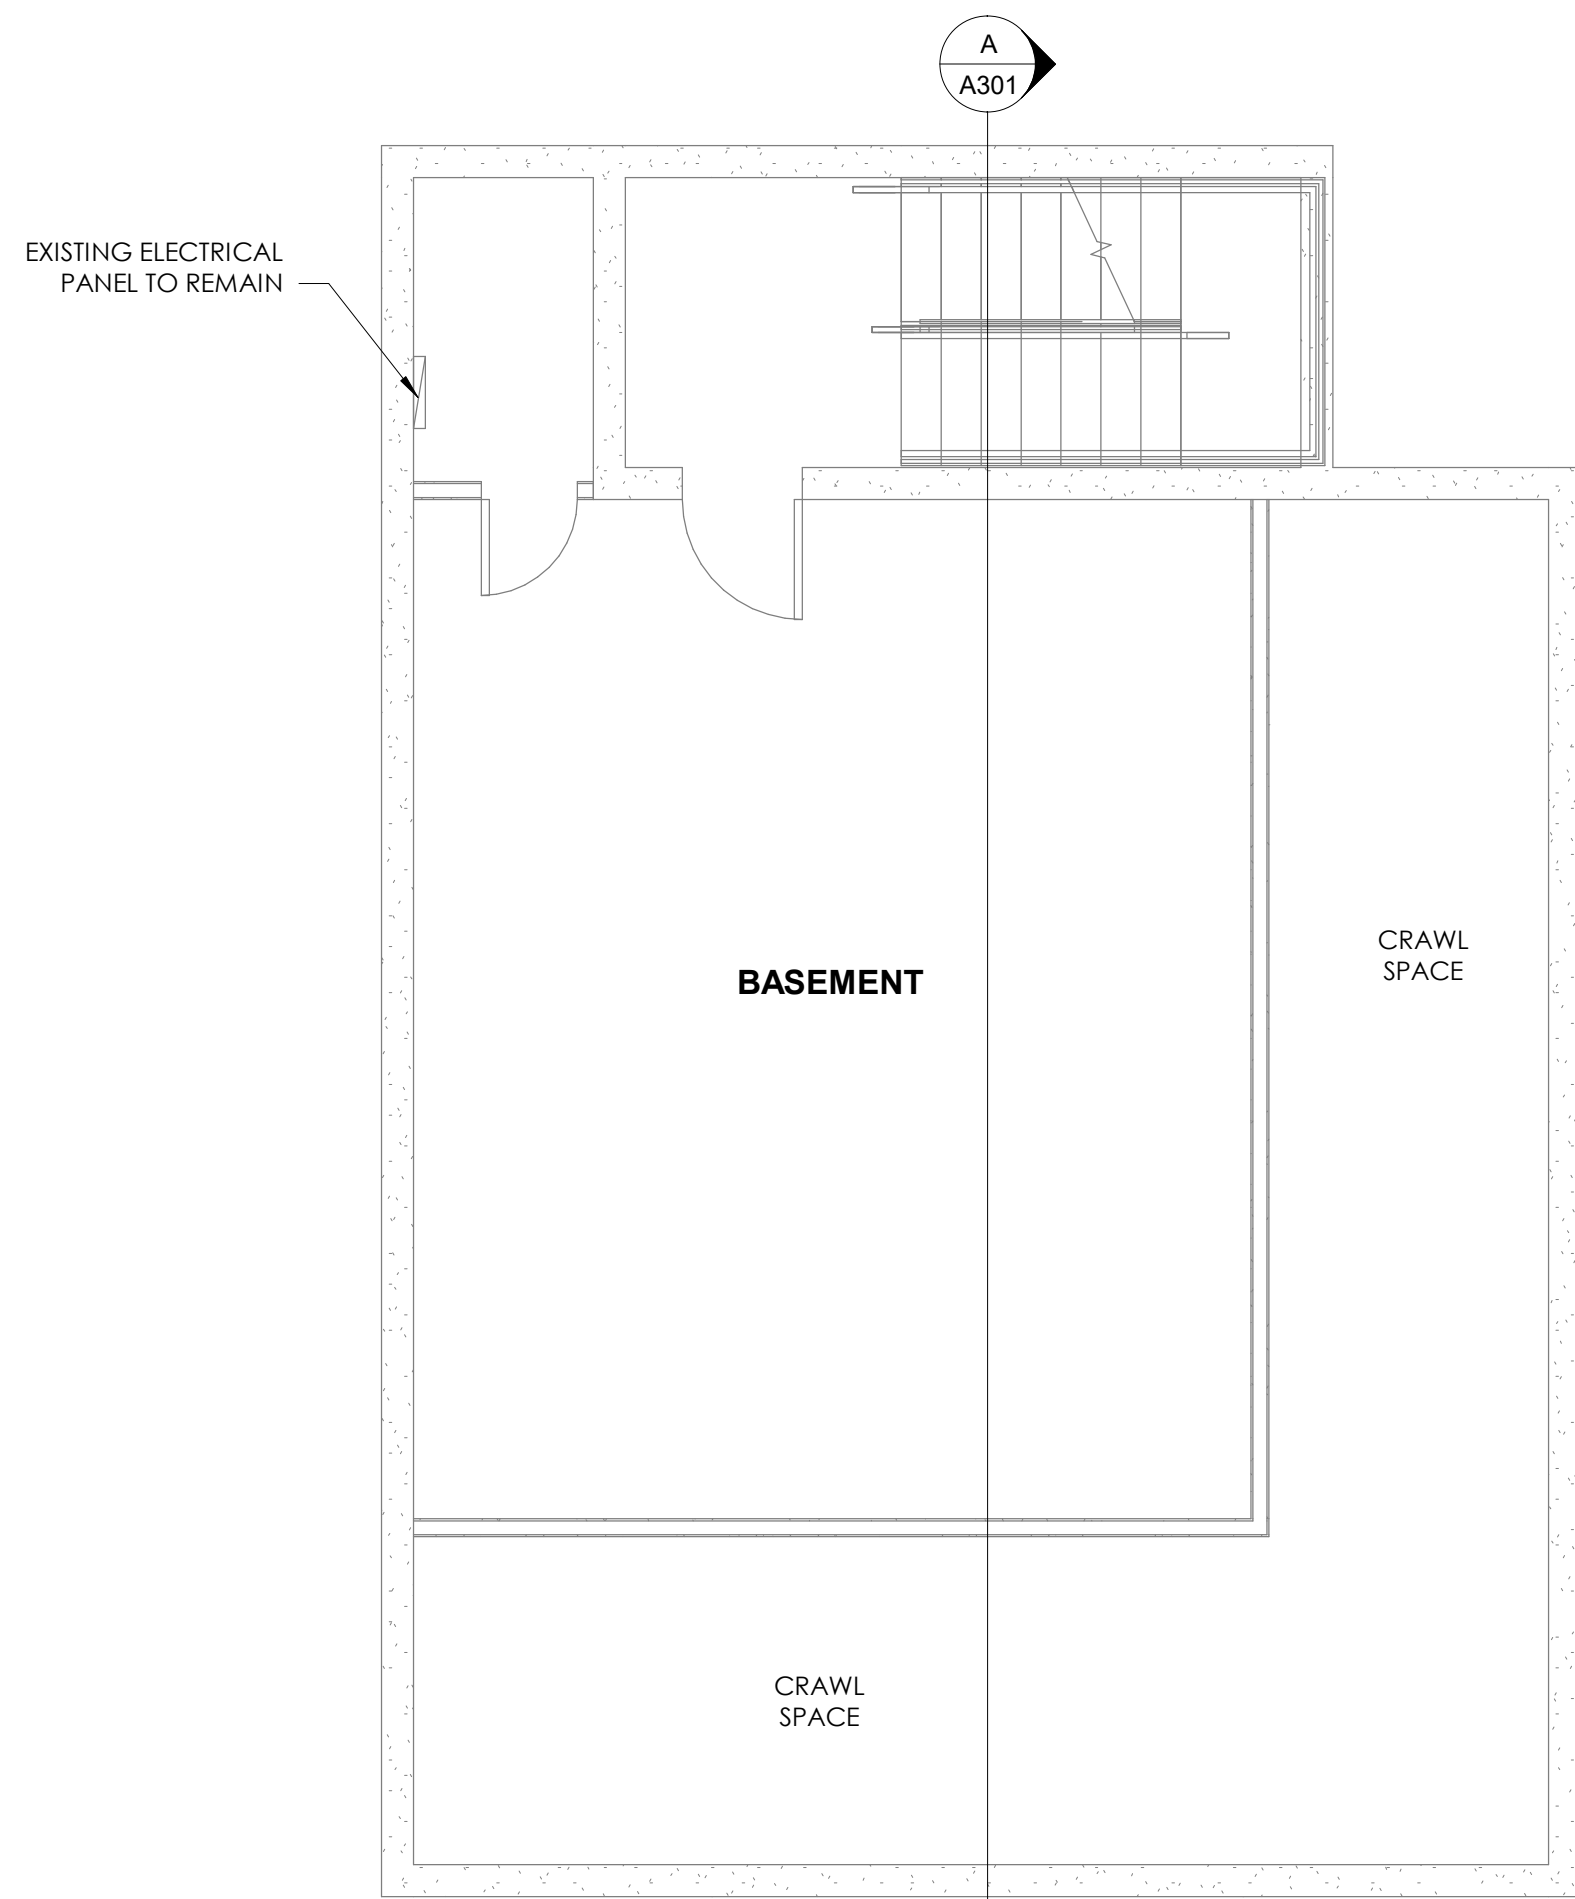 A
A301
EXISTING ELECTRICAL
PANEL TO REMAIN
CRAWL
SPACE
BASEMENT
CRAWL
SPACE